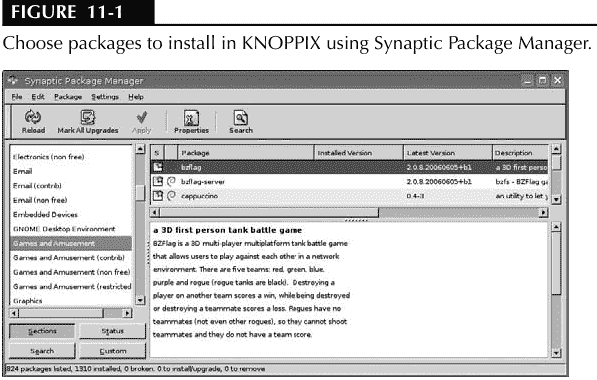 FIGURE 11-1
Choose packages to install in KNOPPIX using Synaptic Package Manager.
Synaptic Package Manager
File Edit Package Settings Help
Reload Mark All Upgrades Apply Properties Search
Electronics (non free)
Email
Email (contrib)
Email (non free)
Embedded Devices
GNOME Desktop Environment
Games and Amusement
Games and Amusement (contrib)
Games and Amusement (non free)
Games and Amusement (restricted
Graphics
Sections Status
Search Custom
S Package Installed Version Latest Version Description
bzflag 2.0.8.20060605+b1 a 3D first perso
bzflag-server 2.0.8.20060605+b1 bzfs - BZFlag ga
cappuccino 0.4-3 an utility to let y
a 3D first person tank battle game
BZFlag is a 3D multi-player multiplatform tank battle game
that allows users to play against each other in a network
environment. There are five teams: red, green, blue,
purple and rogue (rogue tanks are black). Destroying a
player on another team scores a win, while being destroyed
or destroying a teammate scores a loss. Rogues have no
teammates (not even other rogues), so they cannot shoot
teammates and they do not have a team score.
824 packages listed, 1310 installed, 0 broken. 0 to install/upgrade, 0 to remove